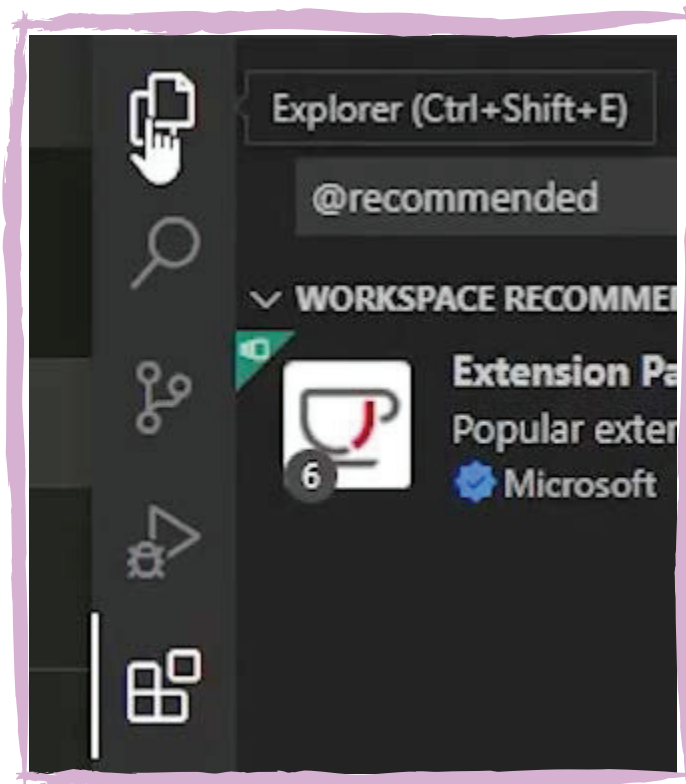 Explorer (Ctrl+Shift+E)
@recommended
WORKSPACE RECOMME
Extension Pa
Popular exter
6
Microsoft